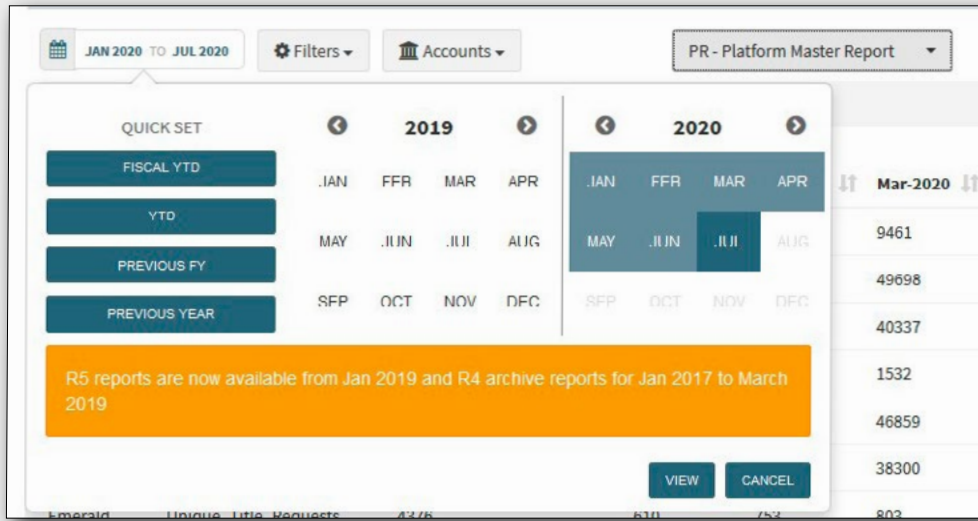 JAN 2020 TO JUL 2020 Filters Accounts PR - Platform Master Report
QUICK SET 2019 2020
FISCAL YTD
JAN FEB MAR APR JAN FEB MAR APR Mar-2020
YTD
MAY JUN JUL AUG MAY JUN JUL AUG 9461
PREVIOUS FY
49698
SEP OCT NOV DEC SEP OCT NOV DEC
PREVIOUS YEAR
40337
R5 reports are now available from Jan 2019 and R4 archive reports for Jan 2017 to March
2019
1532
46859
38300
VIEW CANCEL
Emerald Unique_Title_Requests 4376 610 753 803